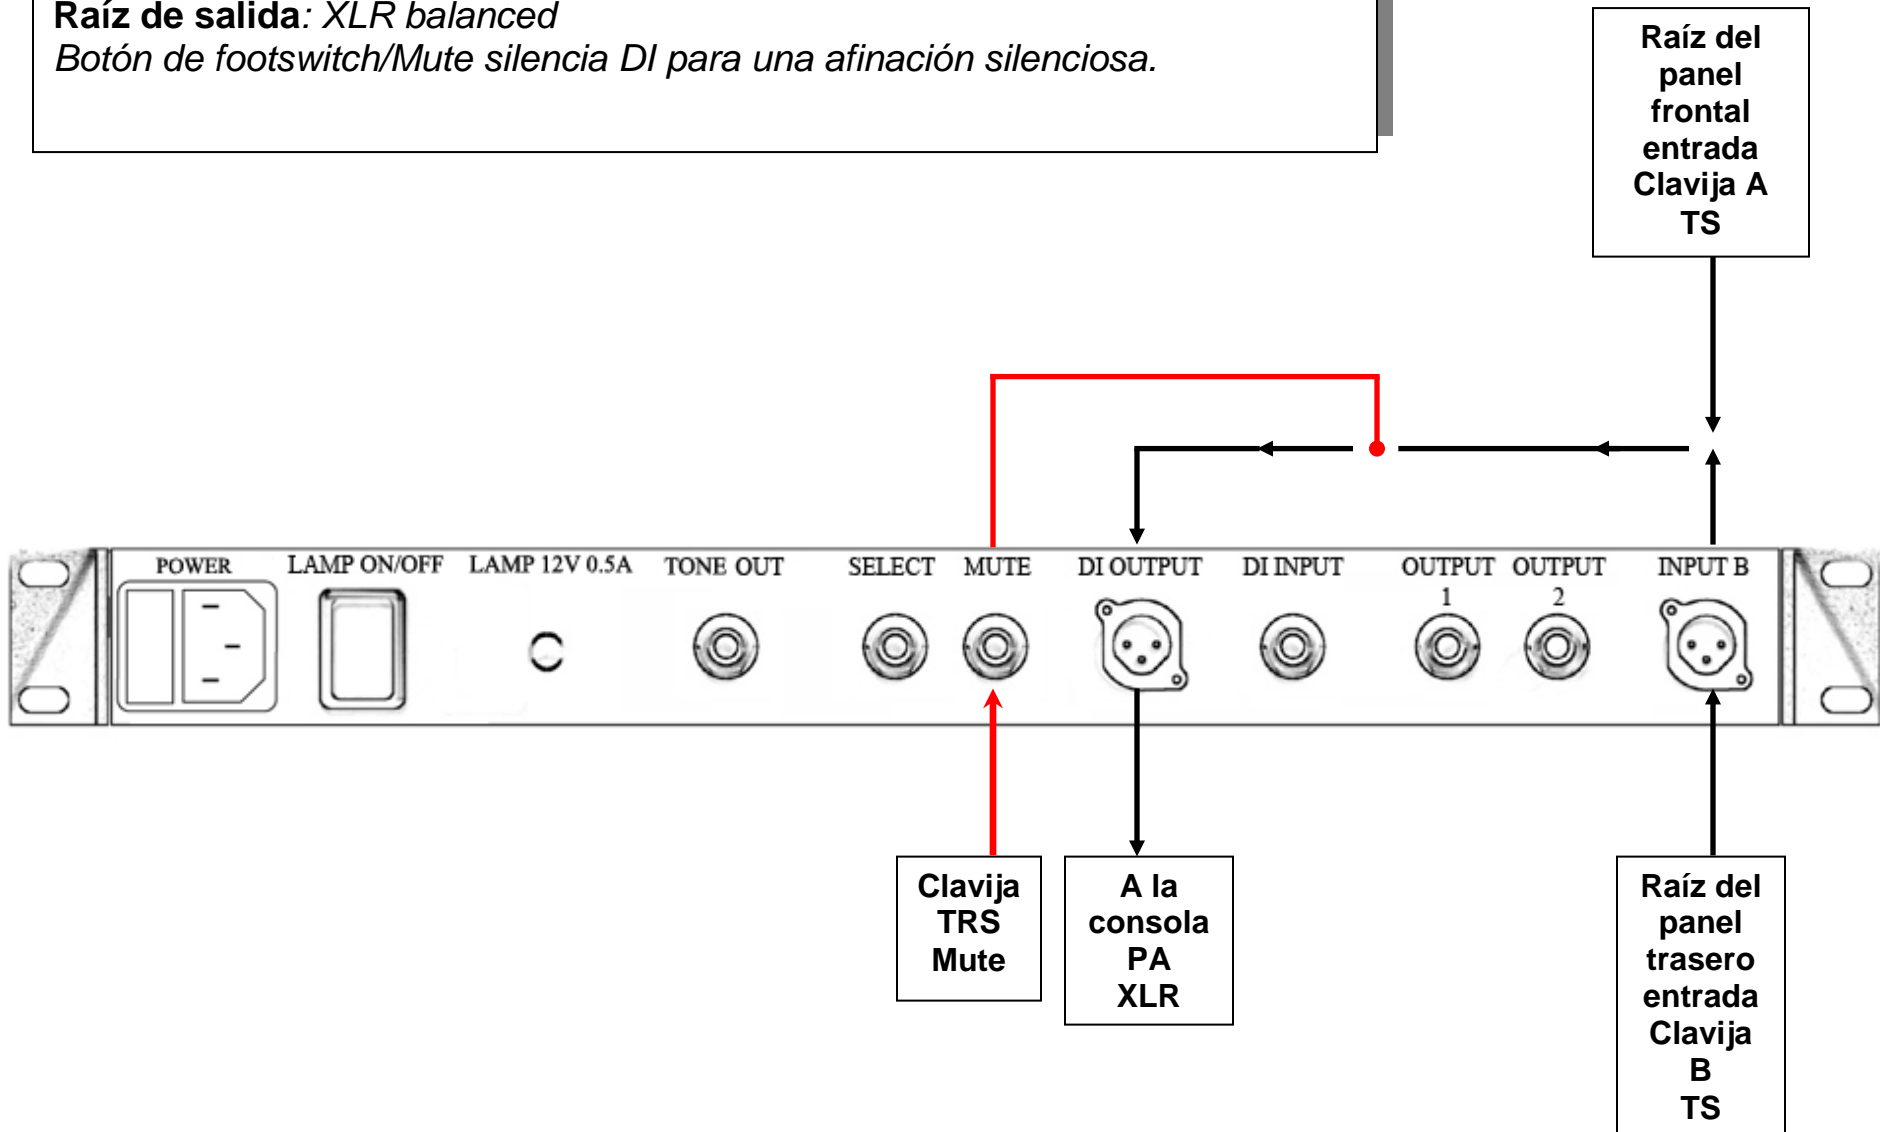 Raíz de salida: XLR balanced
Botón de footswitch/Mute silencia DI para una afinación silenciosa.
Raíz del
panel
frontal
entrada
Clavija A
TS
POWER
LAMP ON/OFF
LAMP 12V 0.5A
TONE OUT
SELECT
MUTE
DI OUTPUT
DI INPUT
OUTPUT
1
OUTPUT
2
INPUT B
Clavija
TRS
Mute
A la
consola
PA
XLR
Raíz del
panel
trasero
entrada
Clavija
B
TS